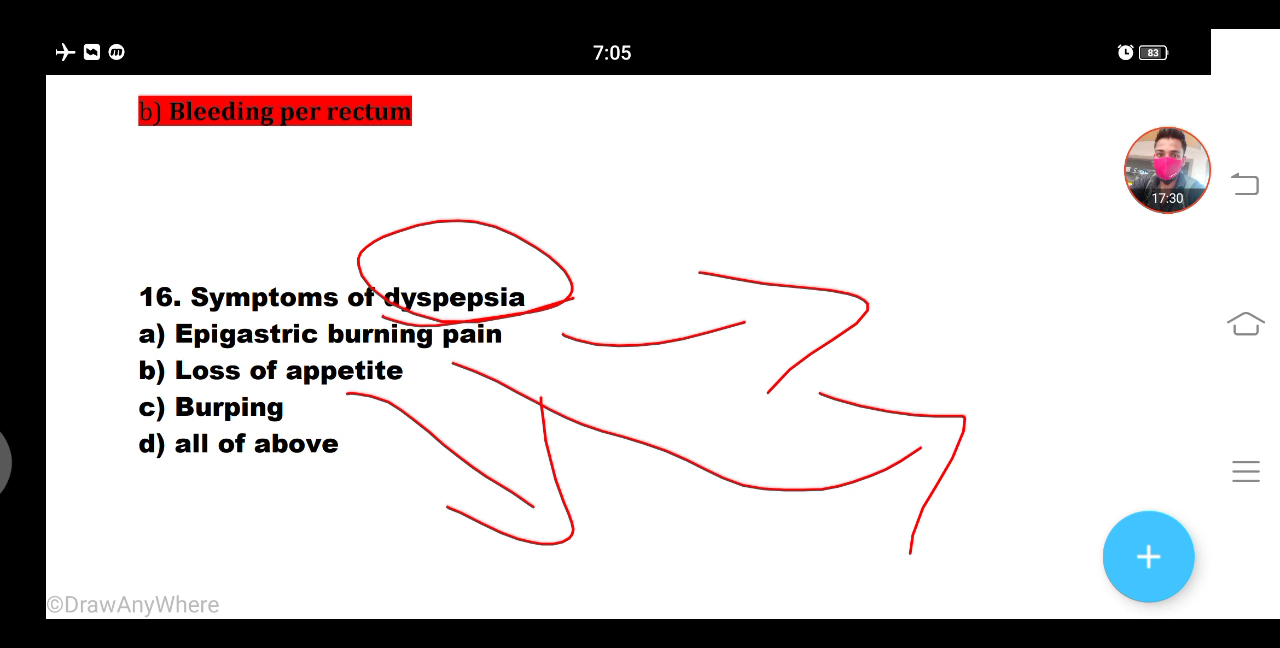 7:05
83
b) Bleeding per rectum
17:30
16. Symptoms of dyspepsia
a) Epigastric burning pain
b) Loss of appetite
c) Burping
d) all of above
©DrawAnyWhere